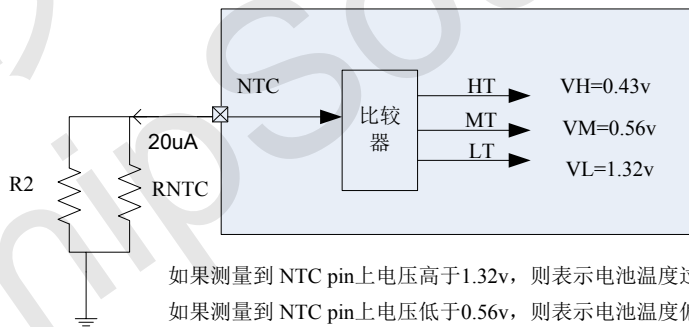 NTC
HT
VH=0.43v
比较
器
MT
VM=0.56v
20uA
LT
VL=1.32v
R2
RNTC
如果测量到 NTC pin上电压高于1.32v，则表示电池温度过
如果测量到 NTC pin上电压低于0.56v，则表示电池温度偏